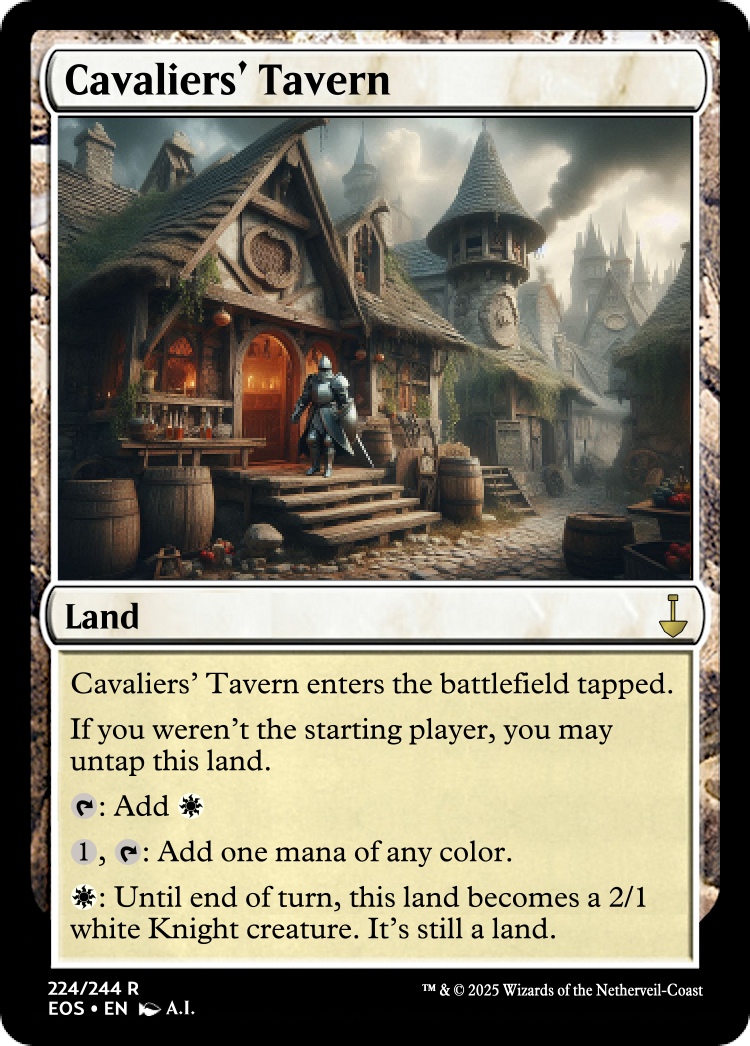 Cavaliers' Tavern
Land
Cavaliers' Tavern enters the battlefield tapped.
If you weren't the starting player, you may
untap this land.
: Add
1, : Add one mana of any color.
: Until end of turn, this land becomes a 2/1
white Knight creature. It's still a land.
224/244 R
EOS • EN A.I.
™ & © 2025 Wizards of the Netherveil-Coast